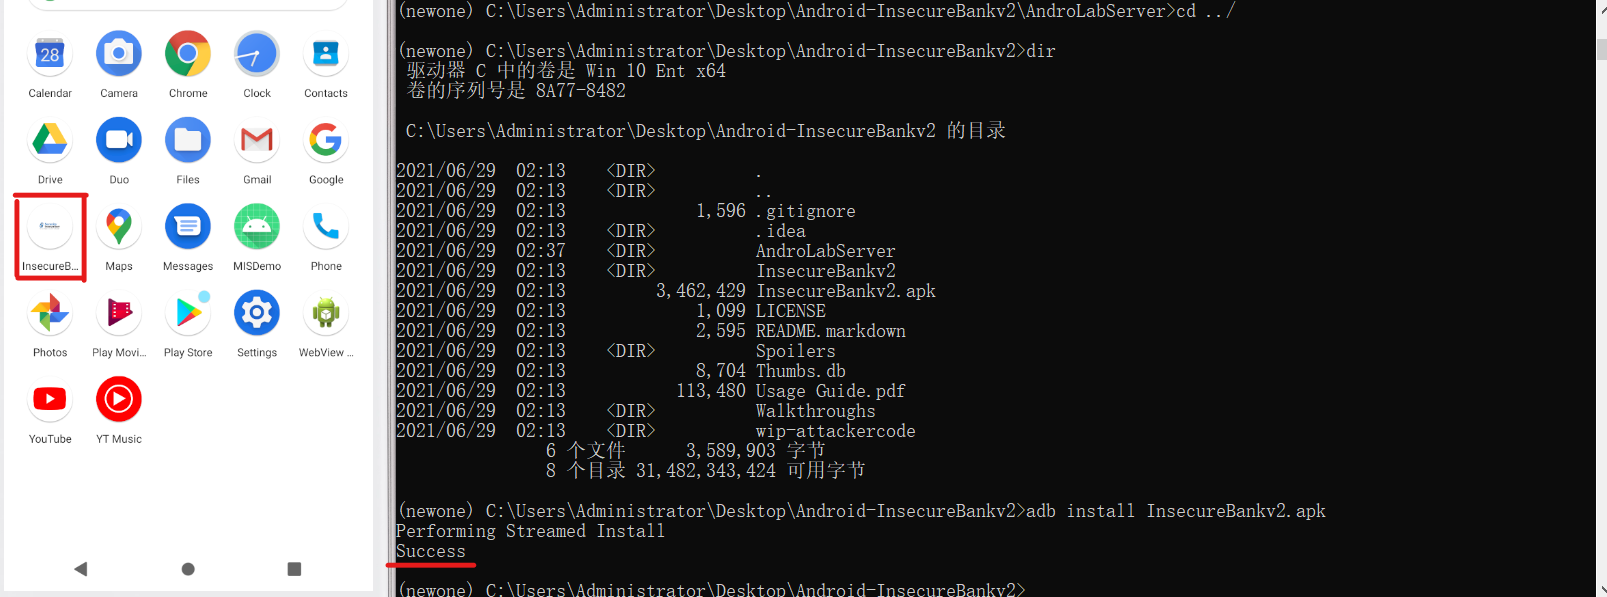 28
Calendar Camera Chrome Clock Contacts
Drive Duo Files Gmail Google
InsecureB... Maps Messages MISDemo Phone
Photos Play Movi... Play Store Settings WebView ...
YouTube YT Music
(newone) C:\Users\Administrator\Desktop\Android-InsecureBankv2\AndroLabServer>cd ../
(newone) C:\Users\Administrator\Desktop\Android-InsecureBankv2>dir
驱动器 C 中的卷是 Win 10 Ent x64
卷的序列号是 8A77-8482
C:\Users\Administrator\Desktop\Android-InsecureBankv2 的目录
2021/06/29 02:13 <DIR> .
2021/06/29 02:13 <DIR> ..
2021/06/29 02:13 1,596 .gitignore
2021/06/29 02:13 <DIR> .idea
2021/06/29 02:37 <DIR> AndroLabServer
2021/06/29 02:13 <DIR> InsecureBankv2
2021/06/29 02:13 3,462,429 InsecureBankv2.apk
2021/06/29 02:13 1,099 LICENSE
2021/06/29 02:13 2,595 README.markdown
2021/06/29 02:13 <DIR> Spoilers
2021/06/29 02:13 8,704 Thumbs.db
2021/06/29 02:13 113,480 Usage Guide.pdf
2021/06/29 02:13 <DIR> Walkthroughs
2021/06/29 02:13 <DIR> wip-attackercode
6 个文件 3,589,903 字节
8 个目录 31,482,343,424 可用字节
(newone) C:\Users\Administrator\Desktop\Android-InsecureBankv2>adb install InsecureBankv2.apk
Performing Streamed Install
Success
(newone) C:\Users\Administrator\Desktop\Android-InsecureBankv2>